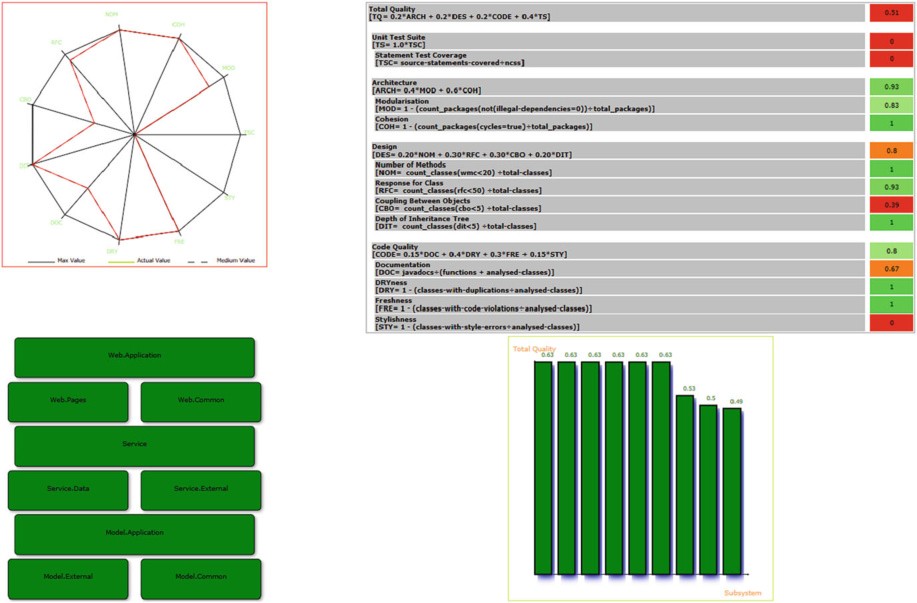 NOM
COH
RFC
MOD
CBO
TSC
DIT
DOC
STY
DRY
FRE
Max Value
Actual Value
Medium Value
Total Quality
[TQ= 0.2*ARCH + 0.2*DES + 0.2*CODE + 0.4*TS]
0.51
Unit Test Suite
[TS= 1.0*TSC]
0
Statement Test Coverage
[TSC= source-statements-covered÷ncss]
0
Architecture
[ARCH= 0.4*MOD + 0.6*COH]
0.93
Modularisation
[MOD= 1 - (count_packages(not(illegal-dependencies=0))÷total_packages)]
0.83
Cohesion
[COH= 1 - (count_packages(cycles=true)÷total_packages)]
1
Design
[DES= 0.20*NOM + 0.30*RFC + 0.30*CBO + 0.20*DIT]
0.8
Number of Methods
[NOM= count_classes(wmc<20) ÷total-classes]
1
Response for Class
[RFC= count_classes(rfc<50) ÷total-classes]
0.93
Coupling Between Objects
[CBO= count_classes(cbo<5) ÷total-classes]
0.39
Depth of Inheritance Tree
[DIT= count_classes(dit<5) ÷total-classes]
1
Code Quality
[CODE= 0.15*DOC + 0.4*DRY + 0.3*FRE + 0.15*STY]
0.8
Documentation
[DOC= javadocs÷(functions + analysed-classes)]
0.67
DRYness
[DRY= 1 - (classes-with-duplications÷analysed-classes)]
1
Freshness
[FRE= 1 - (classes-with-code-violations÷analysed-classes)]
1
Stylishness
[STY= 1 - (classes-with-style-errors÷analysed-classes)]
0
Web.Application
Web.Pages
Web.Common
Service
Service.Data
Service.External
Model.Application
Model.External
Model.Common
Total Quality
0.63 0.63 0.63 0.63 0.63 0.63
0.53
0.5
0.49
Subsystem